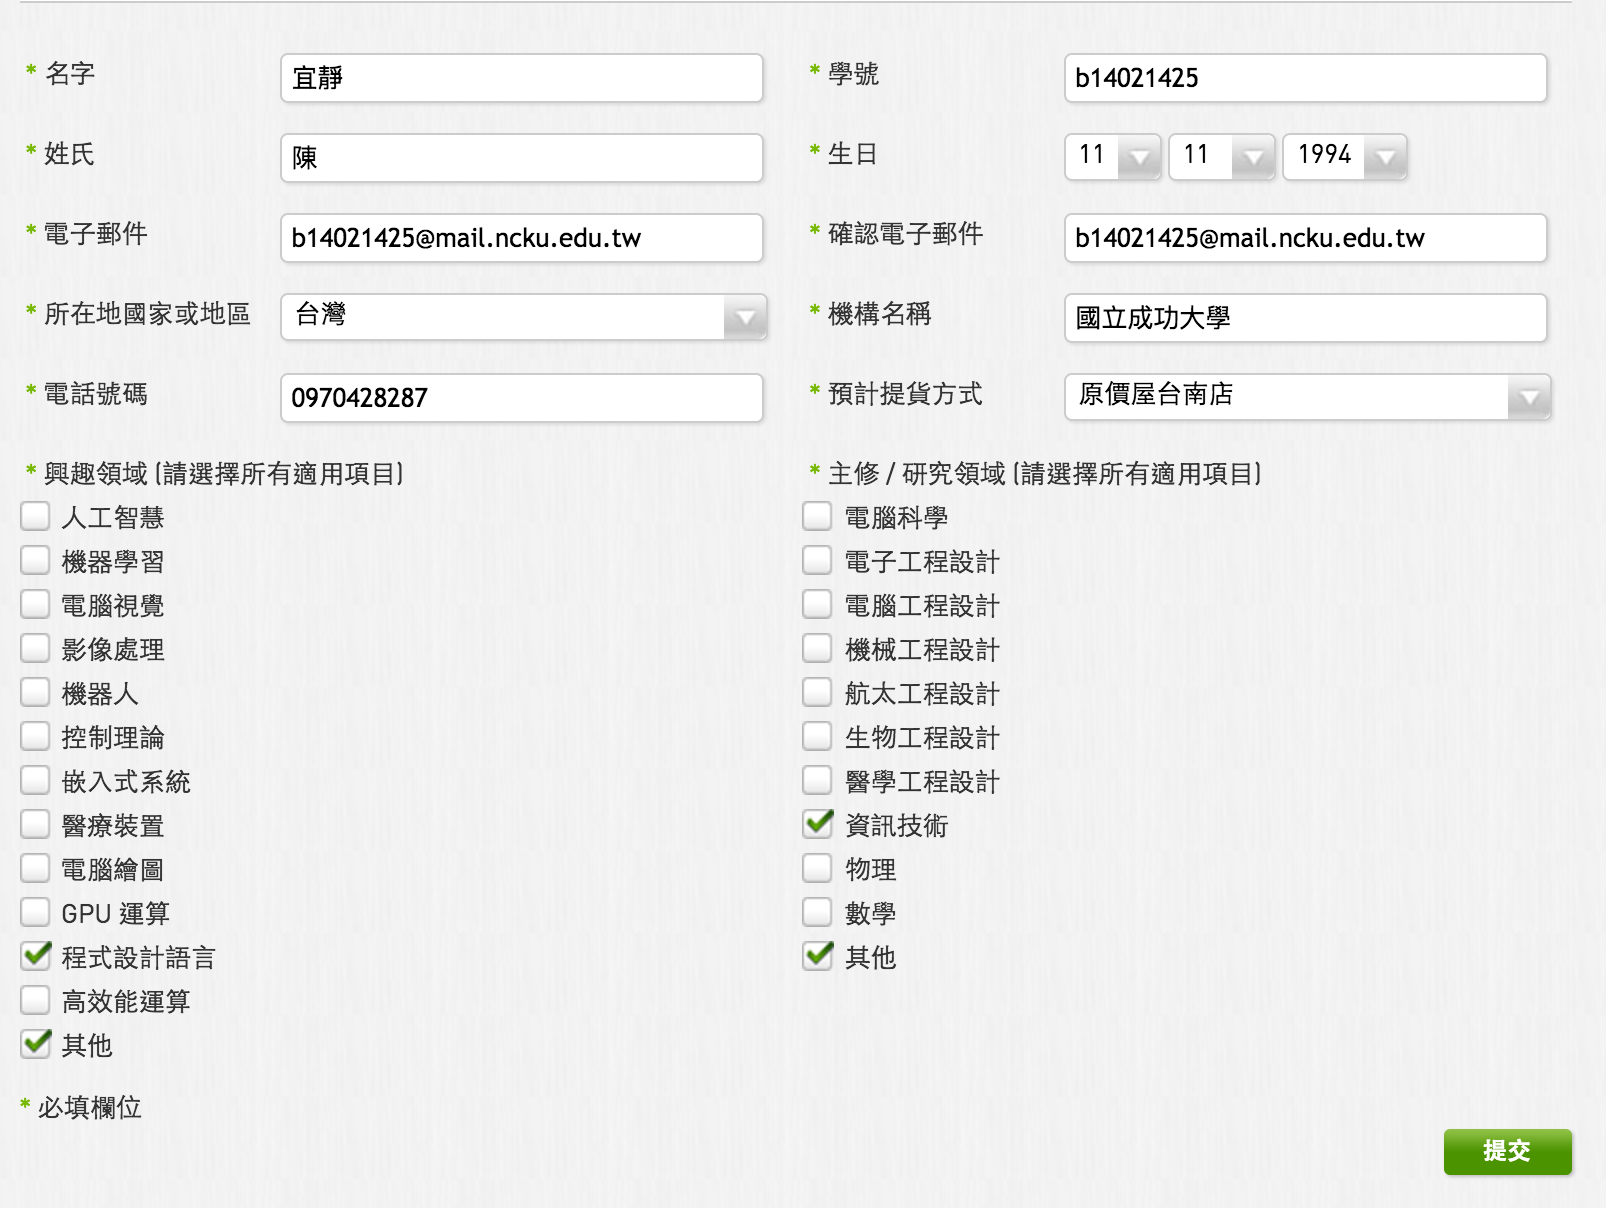 * 名字 宜靜 * 學號 b14021425
* 姓氏 陳 * 生日 11 11 1994
* 電子郵件 b14021425@mail.ncku.edu.tw * 確認電子郵件 b14021425@mail.ncku.edu.tw
* 所在地國家或地區 台灣 * 機構名稱 國立成功大學
* 電話號碼 0970428287 * 預計提貨方式 原價屋台南店
* 興趣領域 (請選擇所有適用項目) * 主修 / 研究領域 (請選擇所有適用項目)
人工智慧 電腦科學
機器學習 電子工程設計
電腦視覺 電腦工程設計
影像處理 機械工程設計
機器人 航太工程設計
控制理論 生物工程設計
嵌入式系統 醫學工程設計
醫療裝置 資訊技術
電腦繪圖 物理
GPU 運算 數學
程式設計語言 其他
高效能運算
其他
* 必填欄位
提交